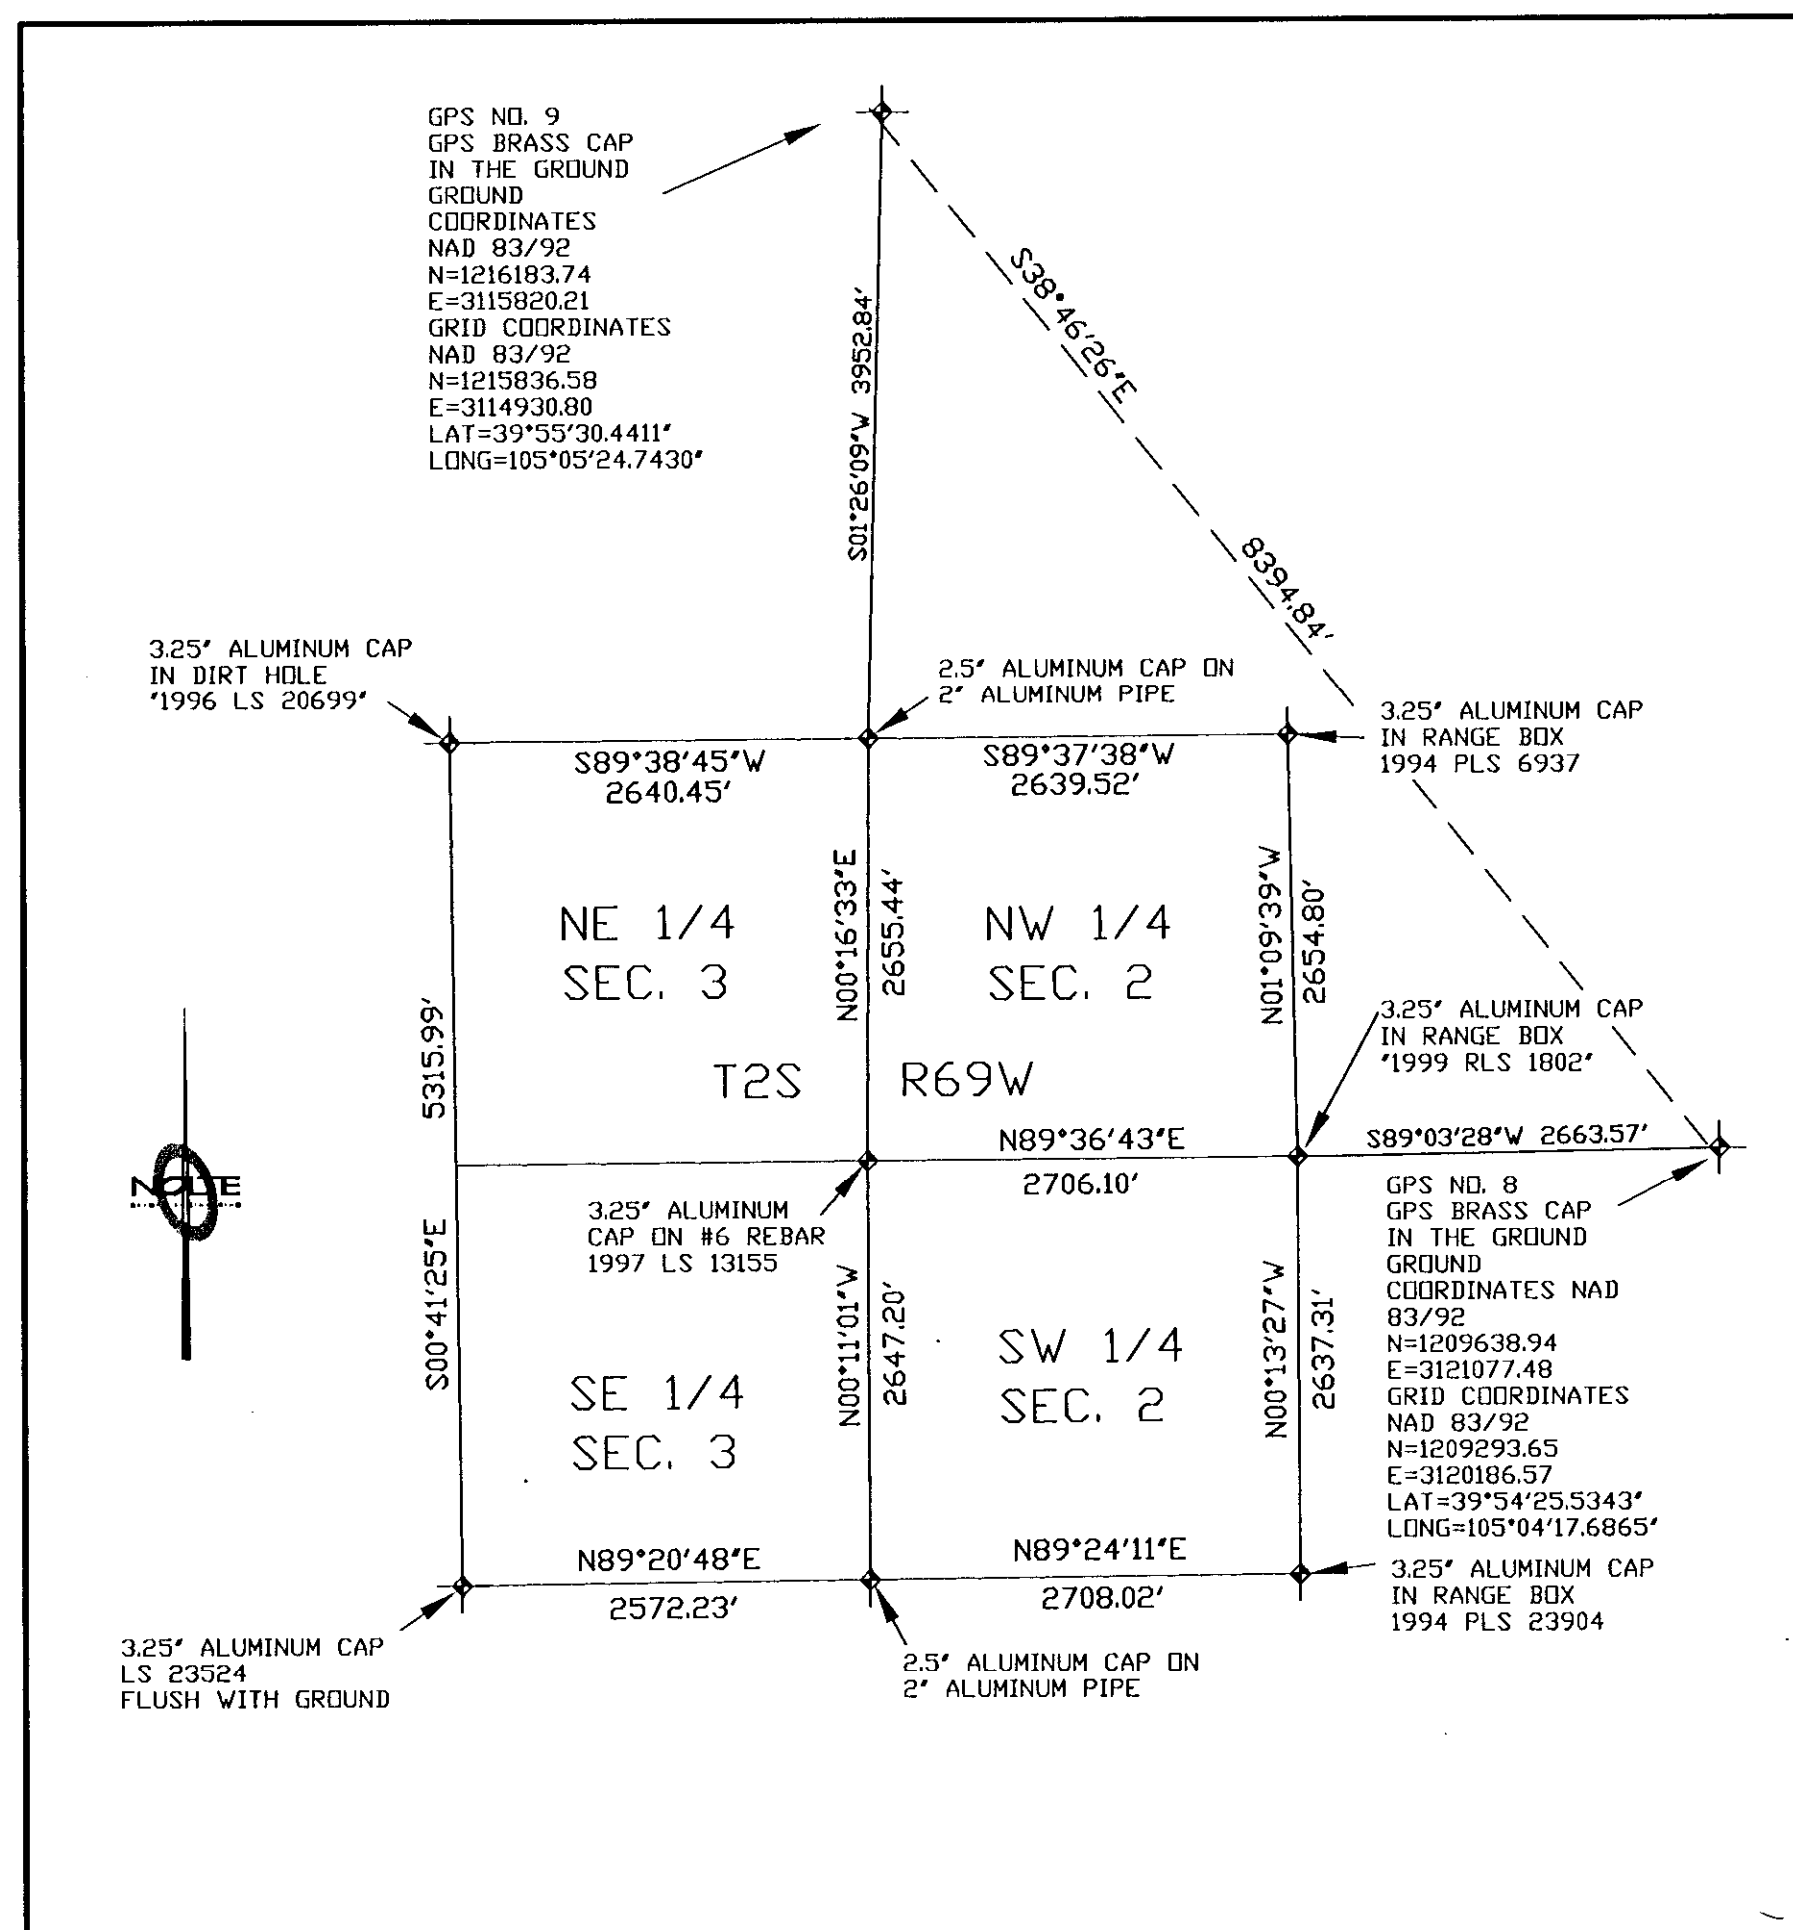 GPS NO. 9
GPS BRASS CAP
IN THE GROUND
GROUND
COORDINATES
NAD 83/92
N=1216183.74
E=3115820.21
GRID COORDINATES
NAD 83/92
N=1215836.58
E=3114930.80
LAT=39°55'30.4411"
LONG=105°05'24.7430"
S01°26'09"W 3952.84'
S38°46'26"E
8394.84'
3.25" ALUMINUM CAP
IN DIRT HOLE
"1996 LS 20699"
2.5" ALUMINUM CAP ON
2" ALUMINUM PIPE
3.25" ALUMINUM CAP
IN RANGE BOX
1994 PLS 6937
S89°38'45"W
2640.45'
S89°37'38"W
2639.52'
N00°16'33"E
2655.44'
N01°09'39"W
2654.80'
NE 1/4
SEC. 3
NW 1/4
SEC. 2
T2S R69W
3.25" ALUMINUM CAP
IN RANGE BOX
"1999 RLS 1802"
S00°41'25"E 5315.99'
N89°36'43"E
2706.10'
S89°03'28"W 2663.57'
NOLTE
3.25" ALUMINUM
CAP ON #6 REBAR
1997 LS 13155
GPS NO. 8
GPS BRASS CAP
IN THE GROUND
GROUND
COORDINATES NAD
83/92
N=1209638.94
E=3121077.48
GRID COORDINATES
NAD 83/92
N=1209293.65
E=3120186.57
LAT=39°54'25.5343"
LONG=105°04'17.6865"
N00°11'01"W
2647.20'
N00°13'27"W
2637.31'
SE 1/4
SEC. 3
SW 1/4
SEC. 2
N89°20'48"E
2572.23'
N89°24'11"E
2708.02'
3.25" ALUMINUM CAP
IN RANGE BOX
1994 PLS 23904
3.25" ALUMINUM CAP
LS 23524
FLUSH WITH GROUND
2.5" ALUMINUM CAP ON
2" ALUMINUM PIPE